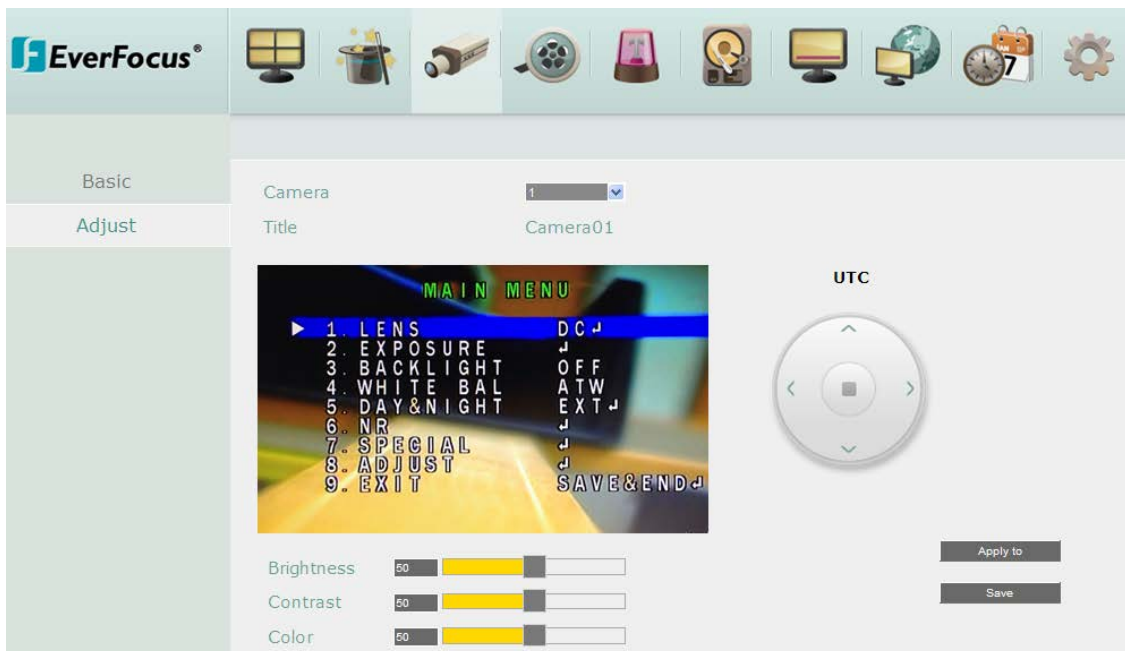 EverFocus®
JAN
7
Basic
Adjust
Camera 1
Title Camera01
UTC
MAIN MENU
1. LENS DC↲
2. EXPOSURE ↲
3. BACKLIGHT OFF
4. WHITE BAL ATW
5. DAY&NIGHT EXT↲
6. NR ↲
7. SPECIAL ↲
8. ADJUST ↲
9. EXIT SAVE&END↲
Brightness 50
Contrast 50
Color 50
Apply to
Save